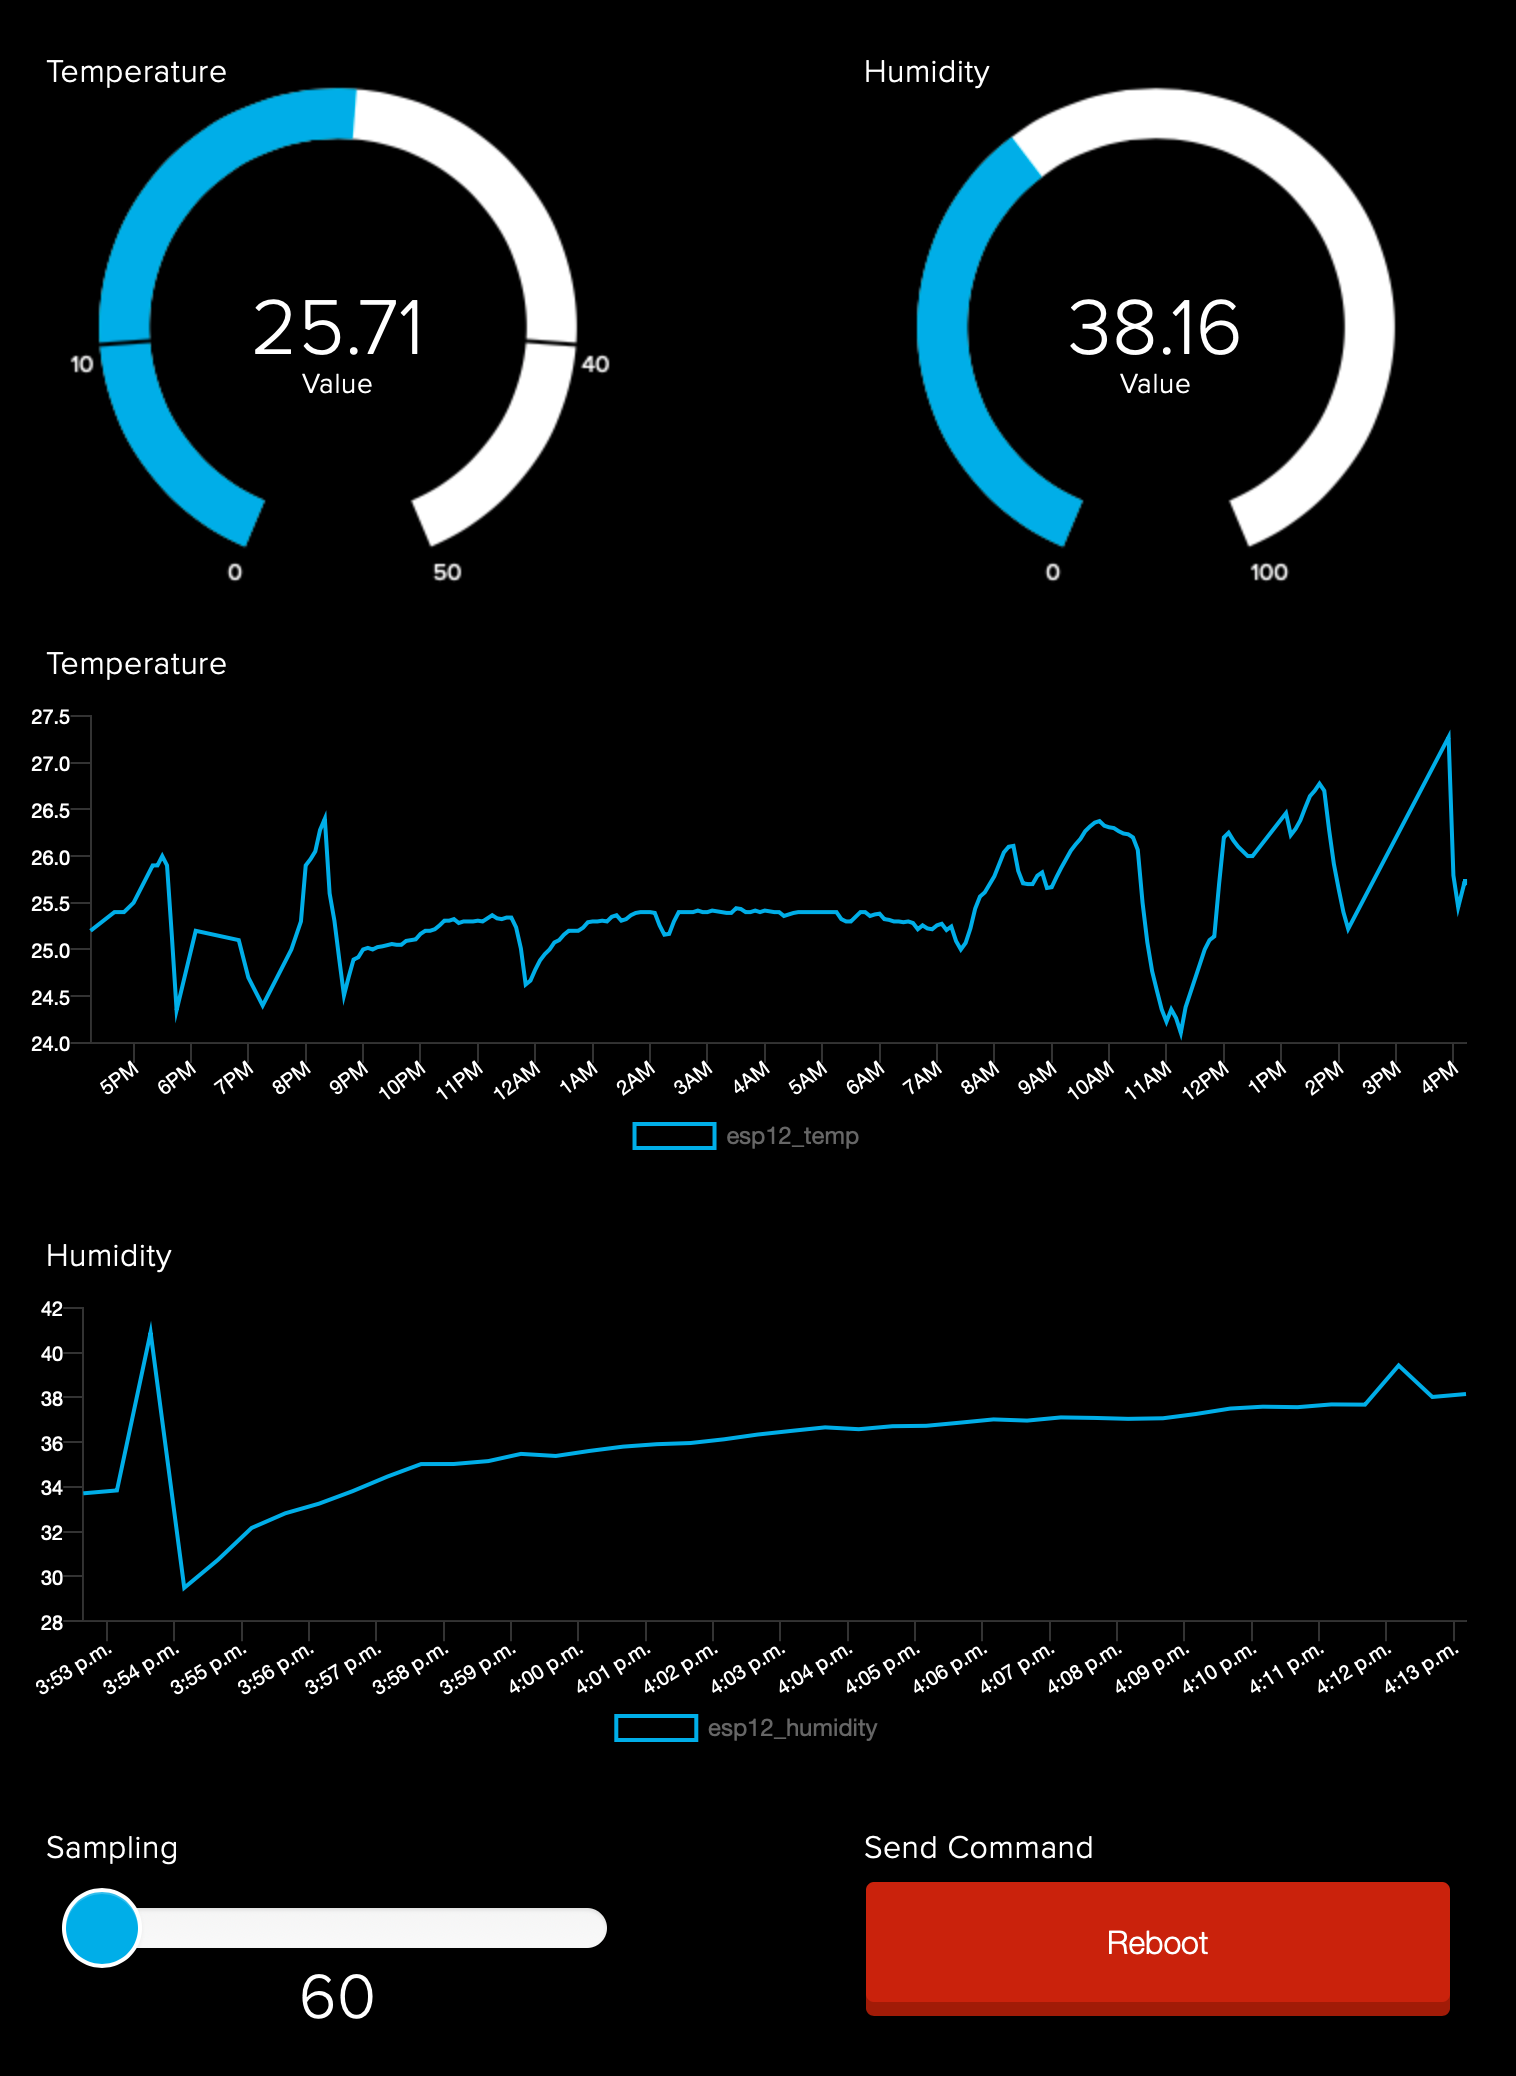 Temperature
Humidity
25.71
Value
10
40
0
50
38.16
Value
0
100
Temperature
27.5
27.0
26.5
26.0
25.5
25.0
24.5
24.0
5PM 6PM 7PM 8PM 9PM 10PM 11PM 12AM 1AM 2AM 3AM 4AM 5AM 6AM 7AM 8AM 9AM 10AM 11AM 12PM 1PM 2PM 3PM 4PM
esp12_temp
Humidity
42
40
38
36
34
32
30
28
3:53 p.m. 3:54 p.m. 3:55 p.m. 3:56 p.m. 3:57 p.m. 3:58 p.m. 3:59 p.m. 4:00 p.m. 4:01 p.m. 4:02 p.m. 4:03 p.m. 4:04 p.m. 4:05 p.m. 4:06 p.m. 4:07 p.m. 4:08 p.m. 4:09 p.m. 4:10 p.m. 4:11 p.m. 4:12 p.m. 4:13 p.m.
esp12_humidity
Sampling
60
Send Command
Reboot